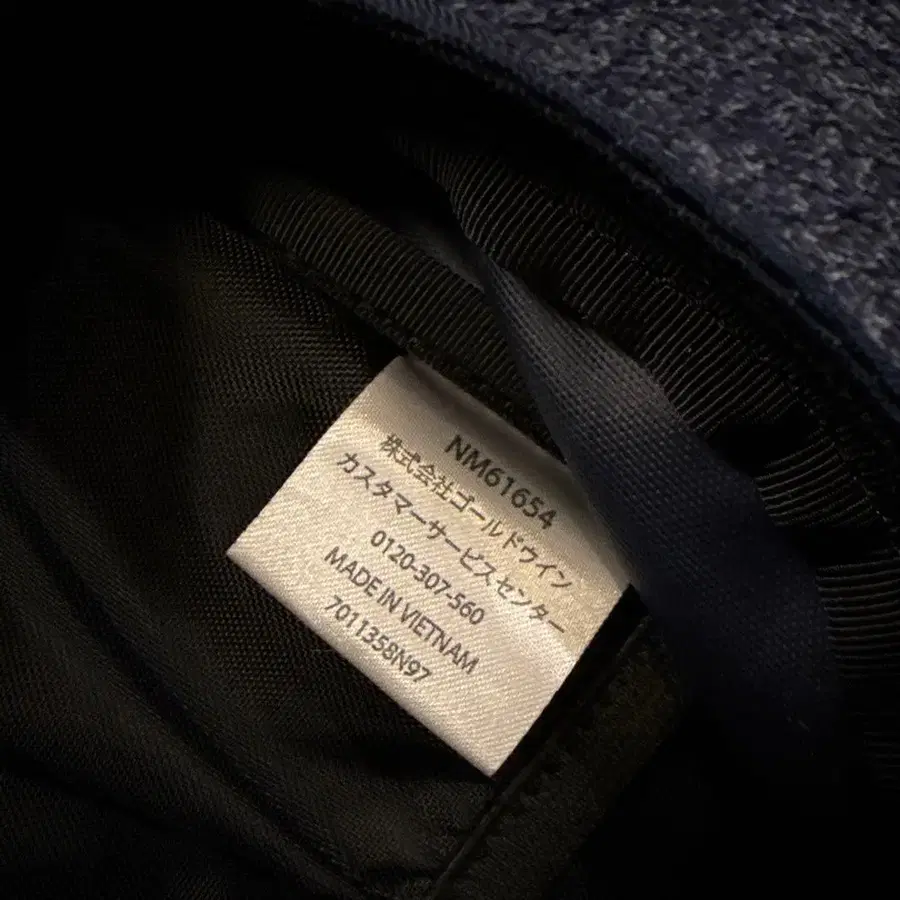 NM61654
株式会社ゴールドウイン
カスタマーサービスセンター
0120-307-560
MADE IN VIETNAM
7011358N97